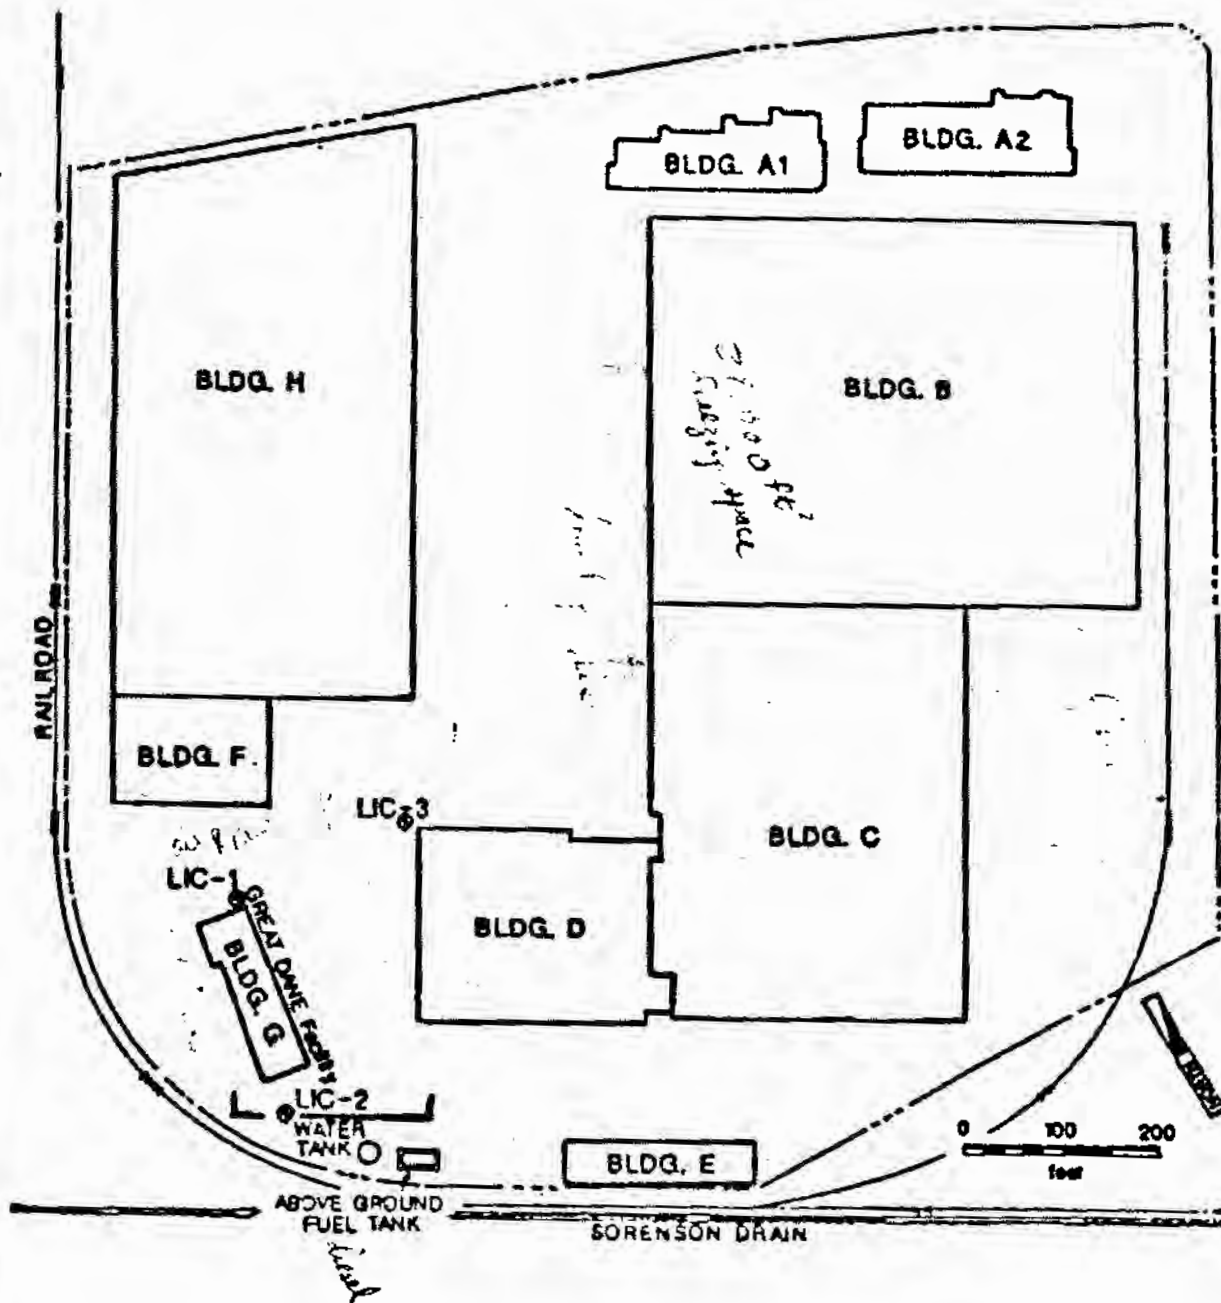 BLDG. A1
BLDG. A2
BLDG. H
BLDG. B
ft²
space
RAILROAD
BLDG. F
LIC-3
BLDG. C
LIC-1
GREAT DANE Facility
BLDG. G
BLDG. D
LIC-2
WATER
TANK
BLDG. E
0 100 200
feet
ABOVE GROUND
FUEL TANK
diesel
SORENSON DRAIN